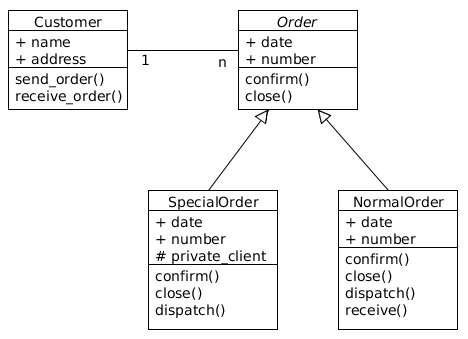 Customer
+ name
+ address
send_order()
receive_order()
1
n
Order
+ date
+ number
confirm()
close()
SpecialOrder
+ date
+ number
# private_client
confirm()
close()
dispatch()
NormalOrder
+ date
+ number
confirm()
close()
dispatch()
receive()